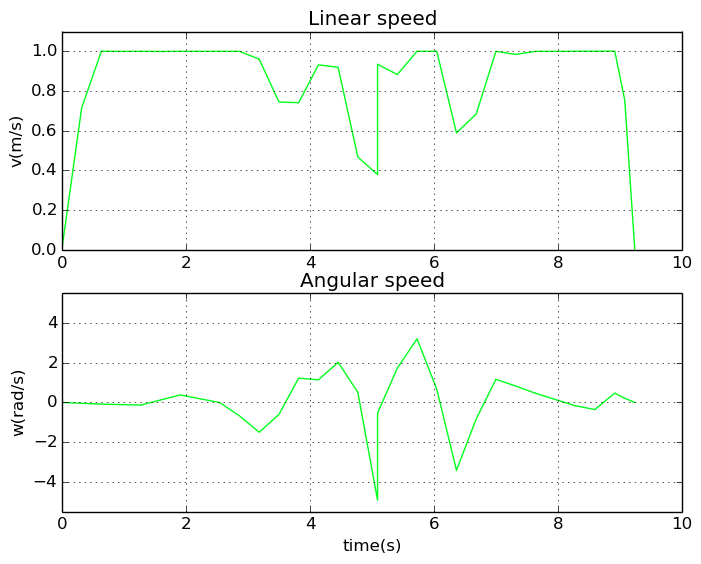 Linear speed
1.0
0.8
0.6
0.4
0.2
0.0
v(m/s)
0 2 4 6 8 10
Angular speed
4
2
0
−2
−4
w(rad/s)
0 2 4 6 8 10
time(s)